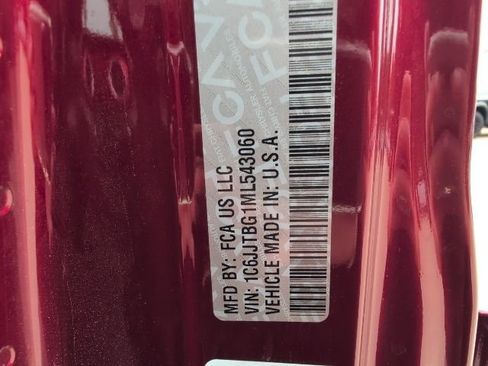 MFD BY: FCA US LLC
VIN: 1C6JJTBG1ML543060
VEHICLE MADE IN: U.S.A.